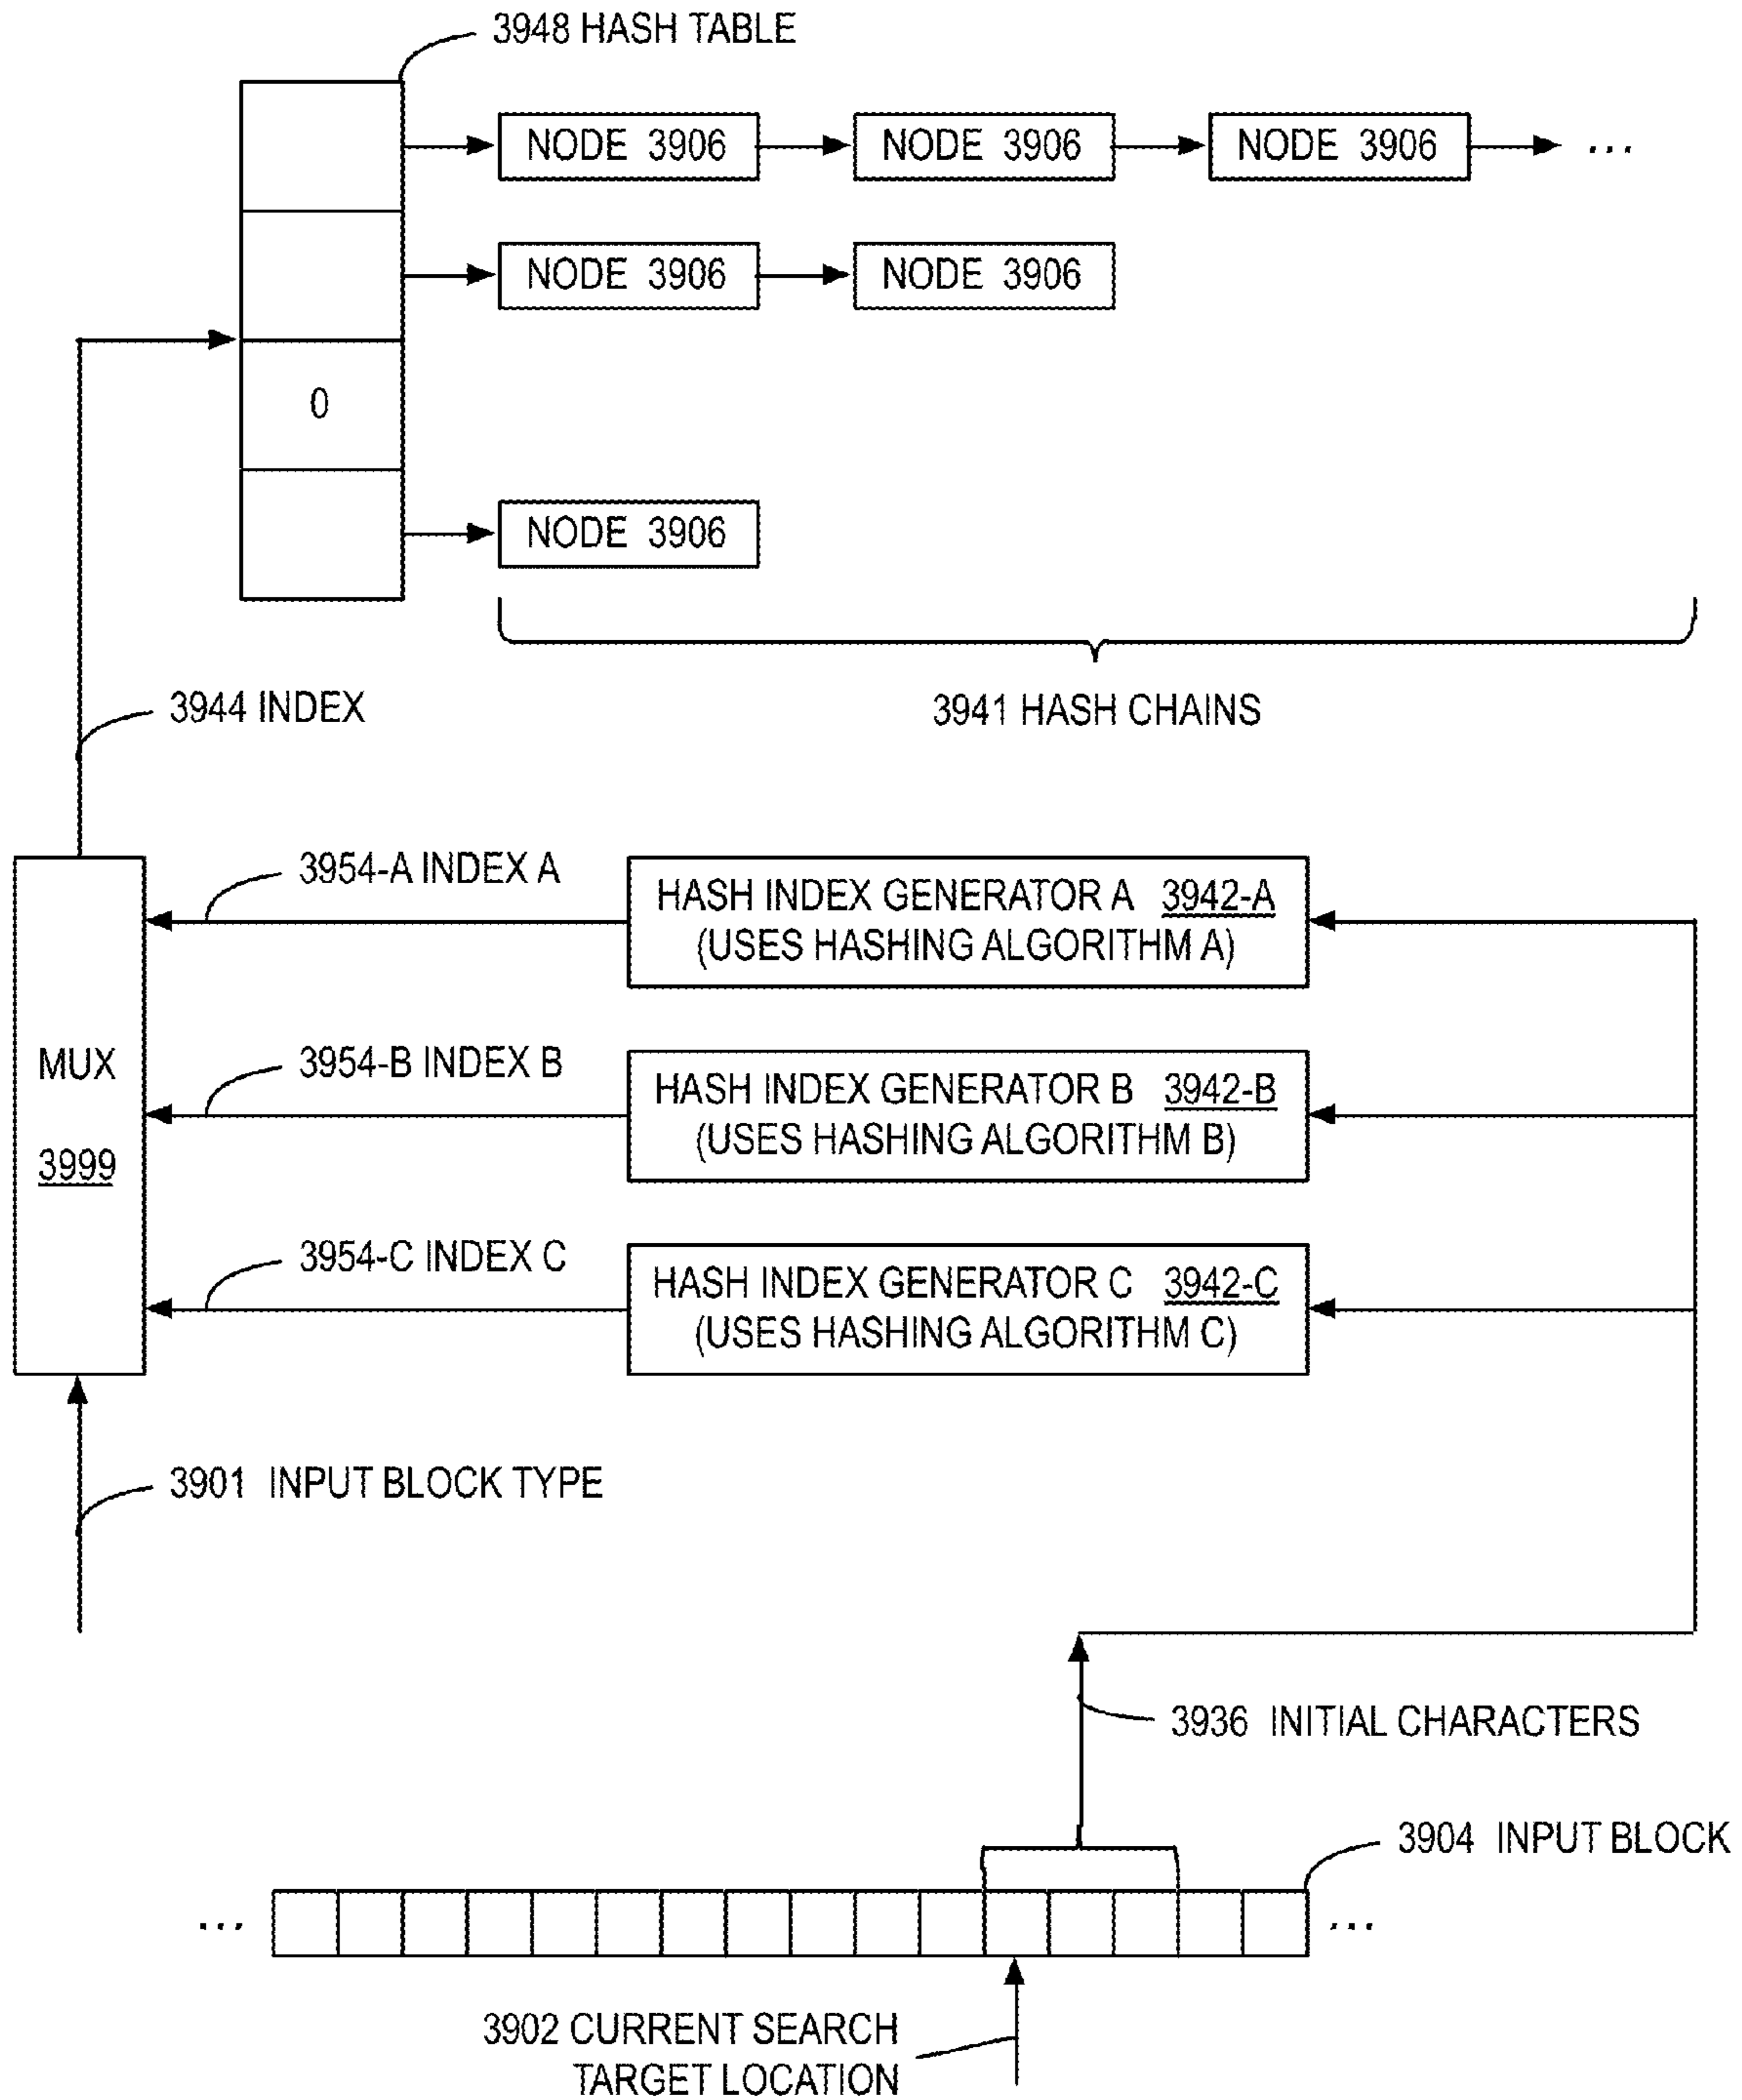 3948 HASH TABLE
NODE 3906
NODE 3906
NODE 3906
...
NODE 3906
NODE 3906
0
NODE 3906
3944 INDEX
3941 HASH CHAINS
3954-A INDEX A
HASH INDEX GENERATOR A 3942-A
(USES HASHING ALGORITHM A)
MUX
3999
3954-B INDEX B
HASH INDEX GENERATOR B 3942-B
(USES HASHING ALGORITHM B)
3954-C INDEX C
HASH INDEX GENERATOR C 3942-C
(USES HASHING ALGORITHM C)
3901 INPUT BLOCK TYPE
3936 INITIAL CHARACTERS
3904 INPUT BLOCK
...
...
3902 CURRENT SEARCH
TARGET LOCATION